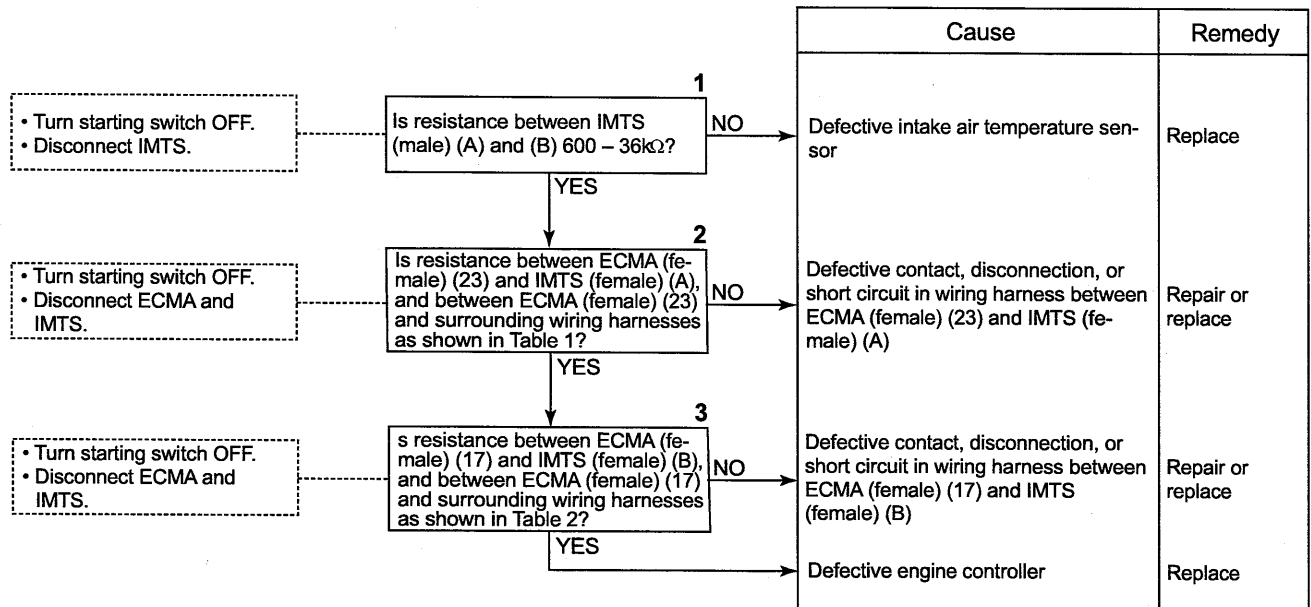 Cause
Remedy
1
• Turn starting switch OFF.
• Disconnect IMTS.
Is resistance between IMTS
(male) (A) and (B) 600 – 36kΩ?
NO
Defective intake air temperature sen-
sor
Replace
YES
2
• Turn starting switch OFF.
• Disconnect ECMA and
IMTS.
Is resistance between ECMA (fe-
male) (23) and IMTS (female) (A),
and between ECMA (female) (23)
and surrounding wiring harnesses
as shown in Table 1?
NO
Defective contact, disconnection, or
short circuit in wiring harness between
ECMA (female) (23) and IMTS (fe-
male) (A)
Repair or
replace
YES
3
• Turn starting switch OFF.
• Disconnect ECMA and
IMTS.
s resistance between ECMA (fe-
male) (17) and IMTS (female) (B),
and between ECMA (female) (17)
and surrounding wiring harnesses
as shown in Table 2?
NO
Defective contact, disconnection, or
short circuit in wiring harness between
ECMA (female) (17) and IMTS
(female) (B)
Repair or
replace
YES
Defective engine controller
Replace